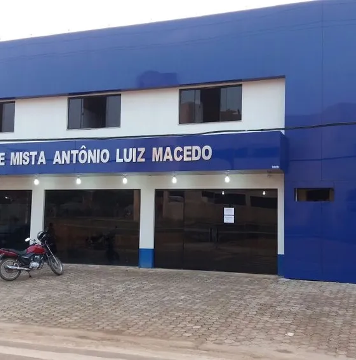 E MISTA ANTÔNIO LUIZ MACEDO